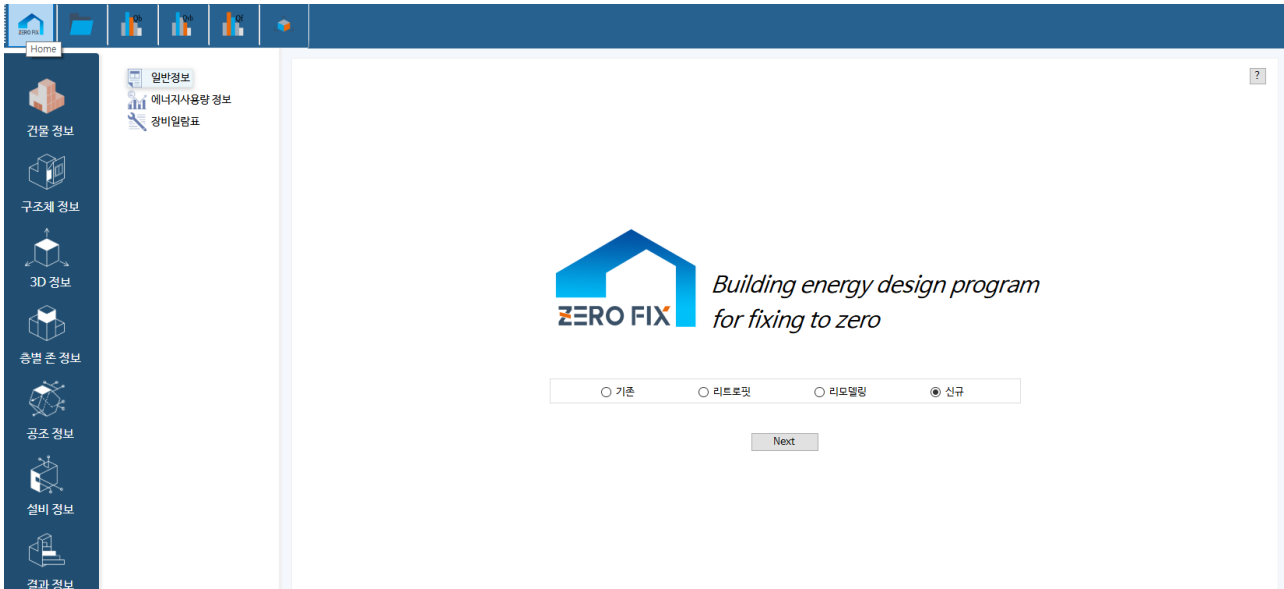 ZERO FIX
Qb
Qnb
Qf
Home
건물 정보
구조체 정보
3D 정보
층별 존 정보
공조 정보
설비 정보
결과 정보
일반정보
에너지사용량 정보
장비일람표
?
ZERO FIX
Building energy design program
for fixing to zero
기존 리트로핏 리모델링 신규
Next